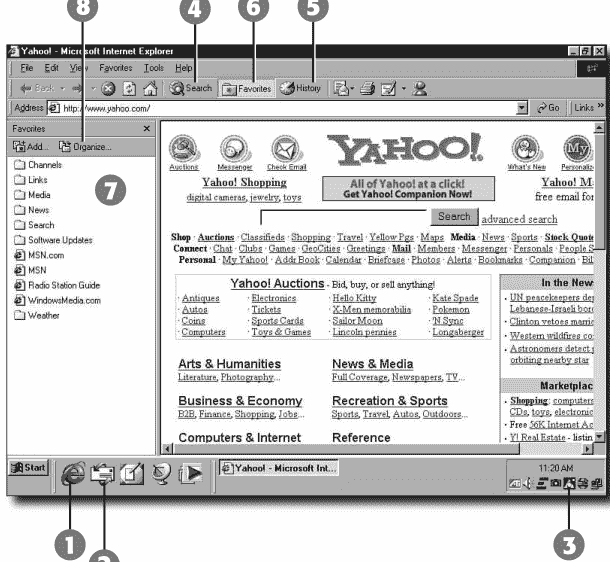 8 4 6 5
Yahoo! - Microsoft Internet Explorer
File Edit View Favorites Tools Help
Back Search Favorites History
Address http://www.yahoo.com/ Go Links »
Favorites
Add... Organize...
Channels
Links
Media
News
Search
Software Updates
MSN.com
MSN
Radio Station Guide
WindowsMedia.com
Weather
7
Auctions Messenger Check Email YAHOO! What's New Personalize
Yahoo! Shopping
digital cameras, jewelry, toys
All of Yahoo! at a click!
Get Yahoo! Companion Now!
Yahoo! M
free email for
Search advanced search
Shop · Auctions · Classifieds · Shopping · Travel · Yellow Pgs · Maps Media · News · Sports · Stock Quote
Connect · Chat · Clubs · Games · GeoCities · Greetings · Mail · Members · Messenger · Personals · People S
Personal · My Yahoo! · Addr Book · Calendar · Briefcase · Photos · Alerts · Bookmarks · Companion · Bil
Yahoo! Auctions - Bid, buy, or sell anything!
· Antiques · Electronics · Hello Kitty · Kate Spade
· Autos · Tickets · X-Men memorabilia · Pokemon
· Coins · Sports Cards · Sailor Moon · 'N Sync
· Computers · Toys & Games · Lincoln pennies · Longaberger
Arts & Humanities
Literature, Photography...
News & Media
Full Coverage, Newspapers, TV...
Business & Economy
B2B, Finance, Shopping, Jobs...
Recreation & Sports
Sports, Travel, Autos, Outdoors...
Computers & Internet
Reference
In the New
· UN peacekeepers dep
Lebanese-Israeli bor
· Clinton vetoes marri
· Western wildfires co
· Astronomers detect
orbiting nearby star
Marketplac
· Shopping: computers
CDs, toys, electronic
· Free 56K Internet Ac
· Y! Real Estate - listin
Start Yahoo! - Microsoft Int... 11:20 AM
1 2 3